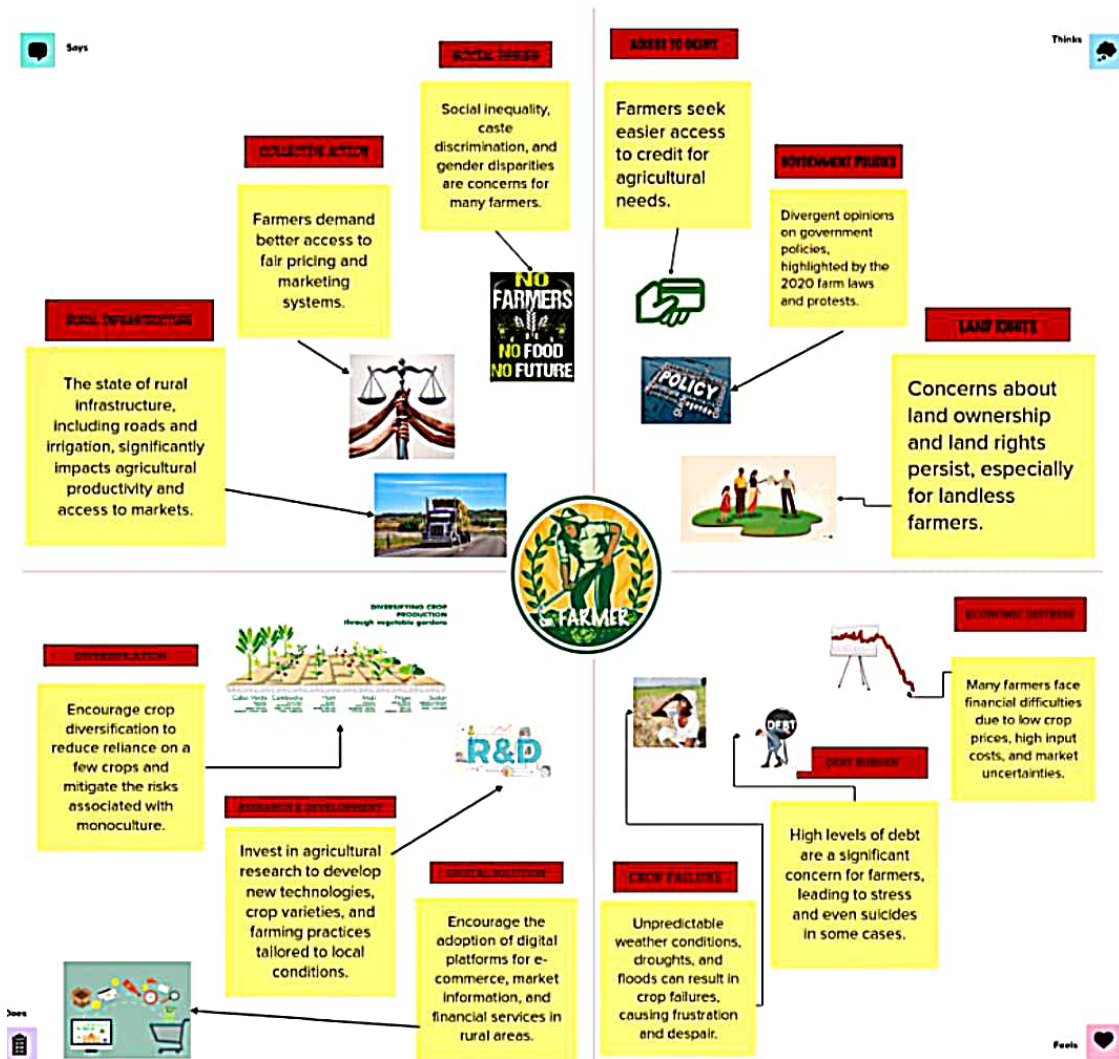 Says
SOCIAL ISSUES
Social inequality,
caste
discrimination, and
gender disparities
are concerns for
many farmers.
COLLECTIVE ACTION
Farmers demand
better access to
fair pricing and
marketing
systems.
NO
FARMERS
NO FOOD
NO FUTURE
RURAL INFRASTRUCTURE
The state of rural
infrastructure,
including roads and
irrigation, significantly
impacts agricultural
productivity and
access to markets.
Thinks
Farmers seek
easier access
to credit for
agricultural
needs.
GOVERNMENT POLICIES
Divergent opinions
on government
policies,
highlighted by the
2020 farm laws
and protests.
POLICY
LAND RIGHTS
Concerns about
land ownership
and land rights
persist, especially
for landless
farmers.
FARMER
DIVERSIFYING CROP
PRODUCTION
through vegetable gardens
Encourage crop
diversification to
reduce reliance on a
few crops and
mitigate the risks
associated with
monoculture.
R&D
RESEARCH & DEVELOPMENT
Invest in agricultural
research to develop
new technologies,
crop varieties, and
farming practices
tailored to local
conditions.
DIGITAL SOLUTION
Encourage the
adoption of digital
platforms for e-
commerce, market
information, and
financial services in
rural areas.
Does
ECONOMIC DISTRESS
Many farmers face
financial difficulties
due to low crop
prices, high input
costs, and market
uncertainties.
DEBT
DEBT BURDEN
High levels of debt
are a significant
concern for farmers,
leading to stress
and even suicides
in some cases.
CROP FAILURE
Unpredictable
weather conditions,
droughts, and
floods can result in
crop failures,
causing frustration
and despair.
Feels